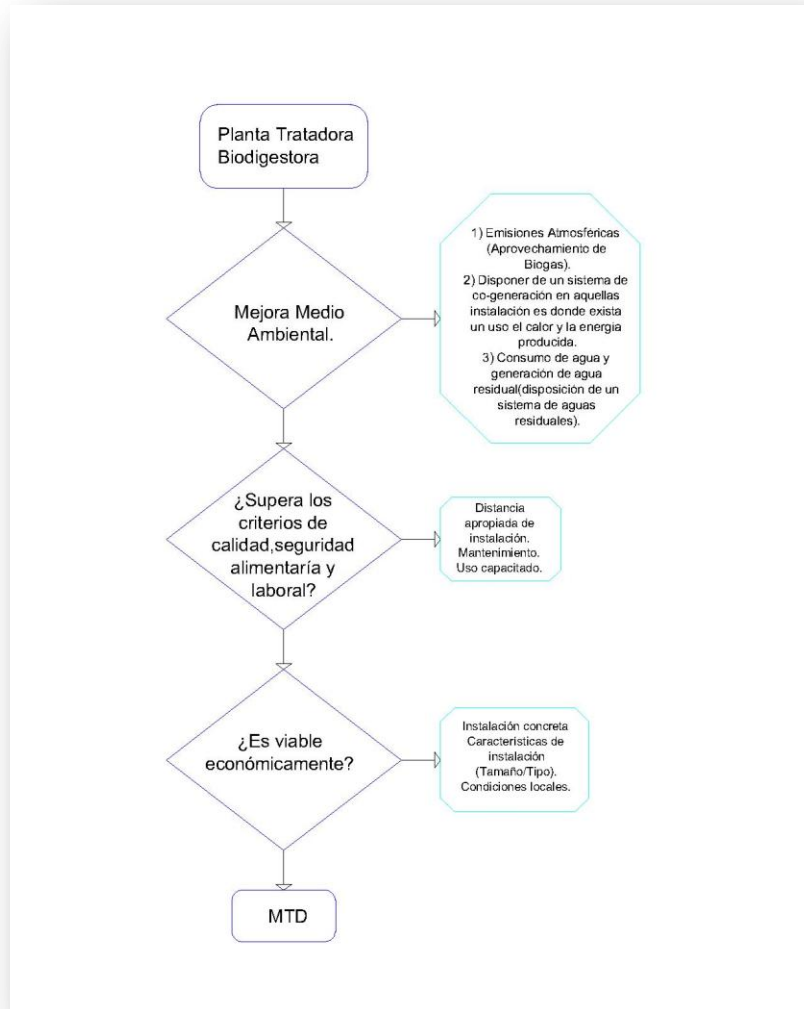 Planta Tratadora
Biodigestora
Mejora Medio
Ambiental.
1) Emisiones Atmosféricas
(Aprovechamiento de
Biogas).
2) Disponer de un sistema de
co-generación en aquellas
instalación es donde exista
un uso el calor y la energía
producida.
3) Consumo de agua y
generación de agua
residual(disposición de un
sistema de aguas
residuales).
¿Supera los
criterios de
calidad,seguridad
alimentaría y
laboral?
Distancia
apropiada de
instalación.
Mantenimiento.
Uso capacitado.
¿Es viable
económicamente?
Instalación concreta
Características de
instalación
(Tamaño/Tipo).
Condiciones locales.
MTD